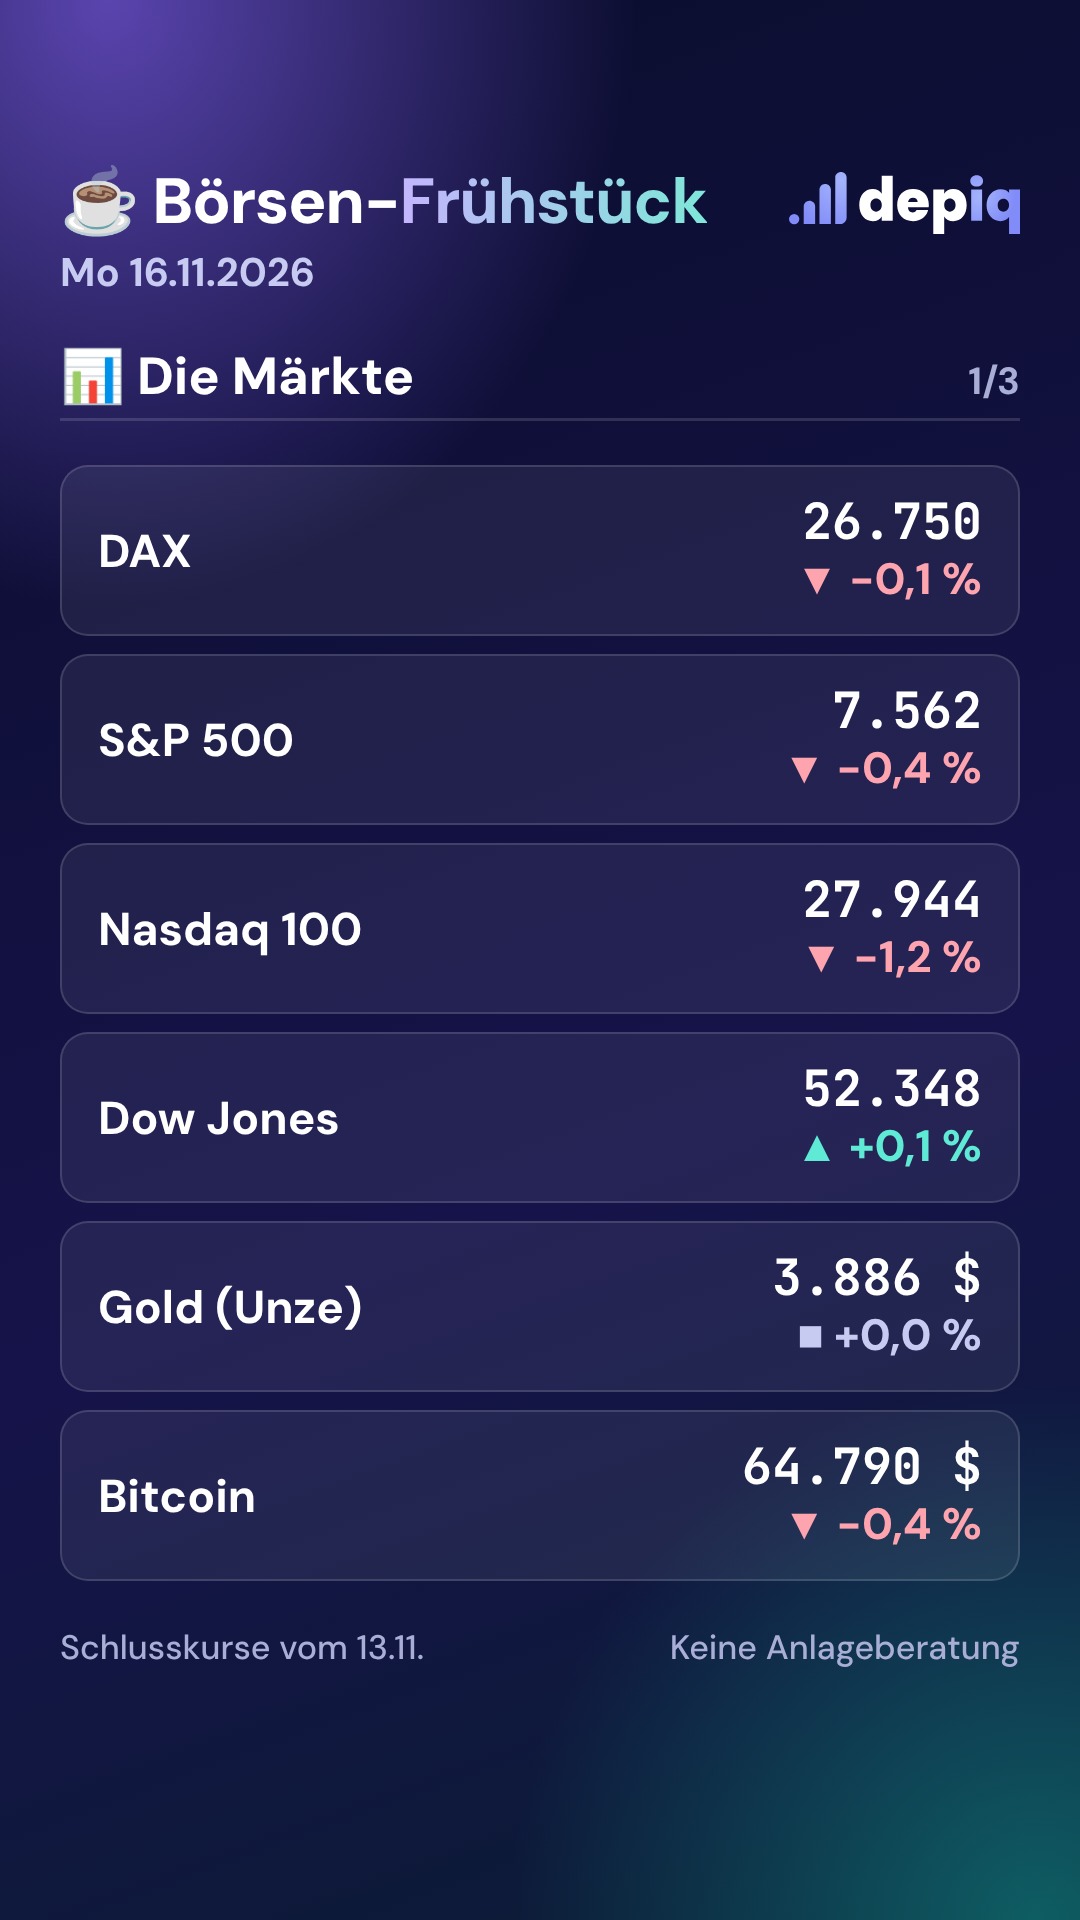 Börsen-Frühstück
depiq
Mo 16.11.2026
Die Märkte
1/3
DAX
26.750
▼ -0,1 %
S&P 500
7.562
▼ -0,4 %
Nasdaq 100
27.944
▼ -1,2 %
Dow Jones
52.348
▲ +0,1 %
Gold (Unze)
3.886 $
■ +0,0 %
Bitcoin
64.790 $
▼ -0,4 %
Schlusskurse vom 13.11.
Keine Anlageberatung